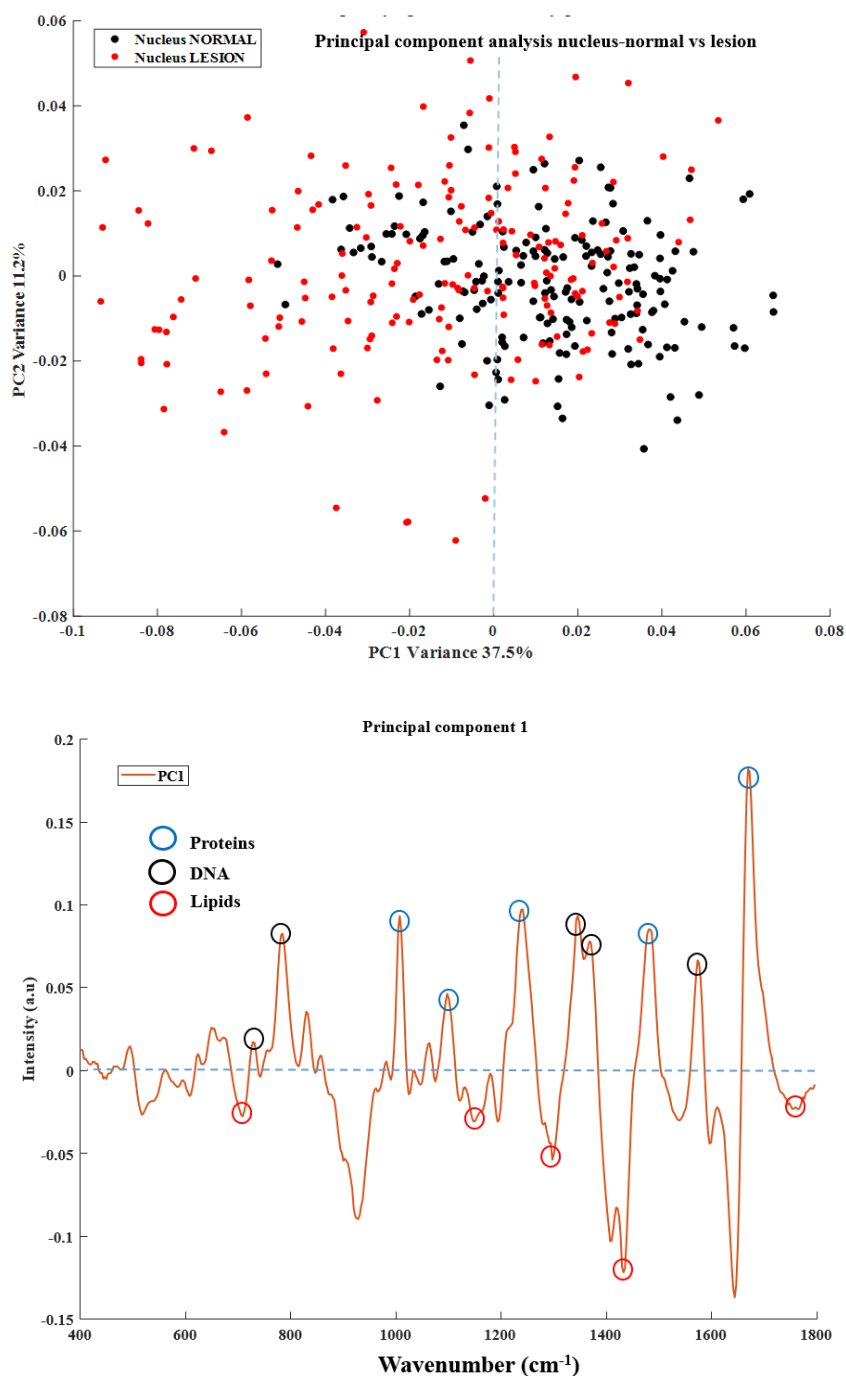 Nucleus NORMAL
Nucleus LESION
Principal component analysis nucleus-normal vs lesion
0.06
0.04
0.02
0
-0.02
-0.04
-0.06
-0.08
PC2 Variance 11.2%
-0.1
-0.08
-0.06
-0.04
-0.02
0
0.02
0.04
0.06
0.08
PC1 Variance 37.5%
Principal component 1
PC1
Proteins
DNA
Lipids
0.2
0.15
0.1
0.05
0
-0.05
-0.1
-0.15
Intensity (a.u)
400
600
800
1000
1200
1400
1600
1800
Wavenumber (cm-1)